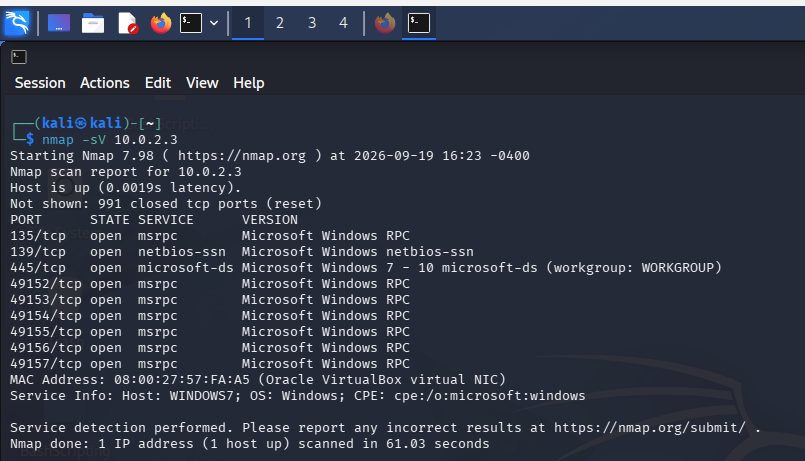 1 2 3 4
Session Actions Edit View Help
┌──(kali㉿kali)-[~]
└─$ nmap -sV 10.0.2.3
Starting Nmap 7.98 ( https://nmap.org ) at 2026-09-19 16:23 -0400
Nmap scan report for 10.0.2.3
Host is up (0.0019s latency).
Not shown: 991 closed tcp ports (reset)
PORT      STATE SERVICE      VERSION
135/tcp   open  msrpc        Microsoft Windows RPC
139/tcp   open  netbios-ssn  Microsoft Windows netbios-ssn
445/tcp   open  microsoft-ds Microsoft Windows 7 - 10 microsoft-ds (workgroup: WORKGROUP)
49152/tcp open  msrpc        Microsoft Windows RPC
49153/tcp open  msrpc        Microsoft Windows RPC
49154/tcp open  msrpc        Microsoft Windows RPC
49155/tcp open  msrpc        Microsoft Windows RPC
49156/tcp open  msrpc        Microsoft Windows RPC
49157/tcp open  msrpc        Microsoft Windows RPC
MAC Address: 08:00:27:57:FA:A5 (Oracle VirtualBox virtual NIC)
Service Info: Host: WINDOWS7; OS: Windows; CPE: cpe:/o:microsoft:windows
Service detection performed. Please report any incorrect results at https://nmap.org/submit/ .
Nmap done: 1 IP address (1 host up) scanned in 61.03 seconds